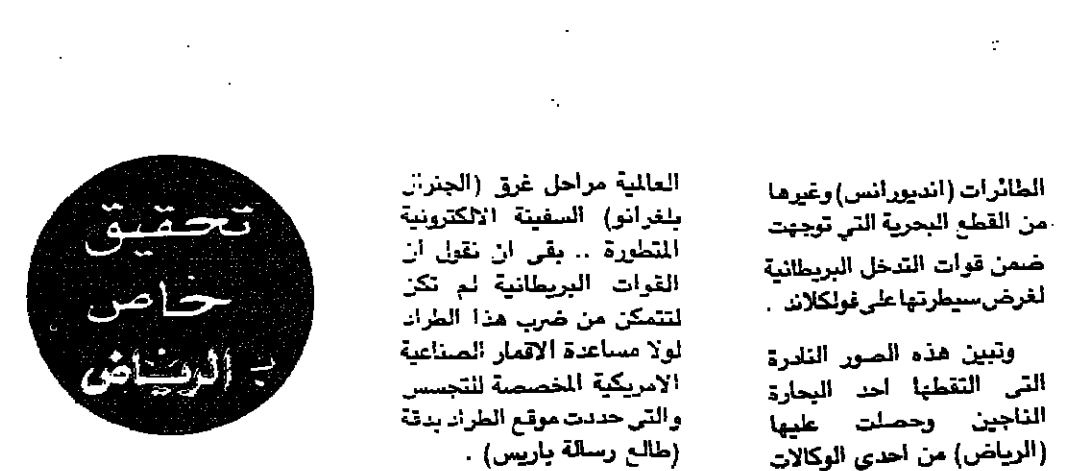 الطائرات (انديورانس) وغيرها
من القطع البحرية التي توجهت
ضمن قوات التدخل البريطانية
لغرض سيطرتها على فولكلاند .
وتبين هذه الصور النادرة
التى التقطها احد البحارة
الناجين وحصلت عليها
(الرياض) من احدى الوكالات
العالمية مراحل غرق (الجنرال
بلغرانو) السفينة الالكترونية
المتطورة .. بقى ان نقول أن
القوات البريطانية لم تكن
لتتمكن من ضرب هذا الطراد
لولا مساعدة الاقمار الصناعية
الامريكية المخصصة للتجسس
والتي حددت موقع الطراد بدقة
(طالع رسالة باريس) .
تحقيق
خاص
بـ الرياض